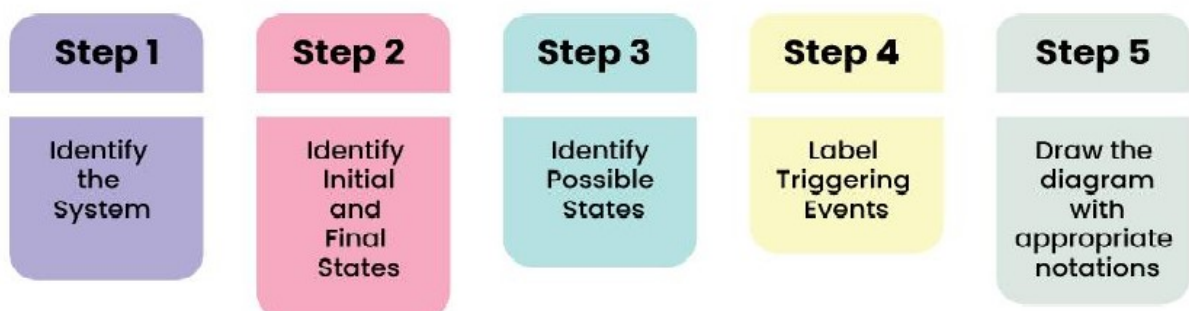 Step 1
Identify
the
System
Step 2
Identify
Initial
and
Final
States
Step 3
Identify
Possible
States
Step 4
Label
Triggering
Events
Step 5
Draw the
diagram
with
appropriate
notations